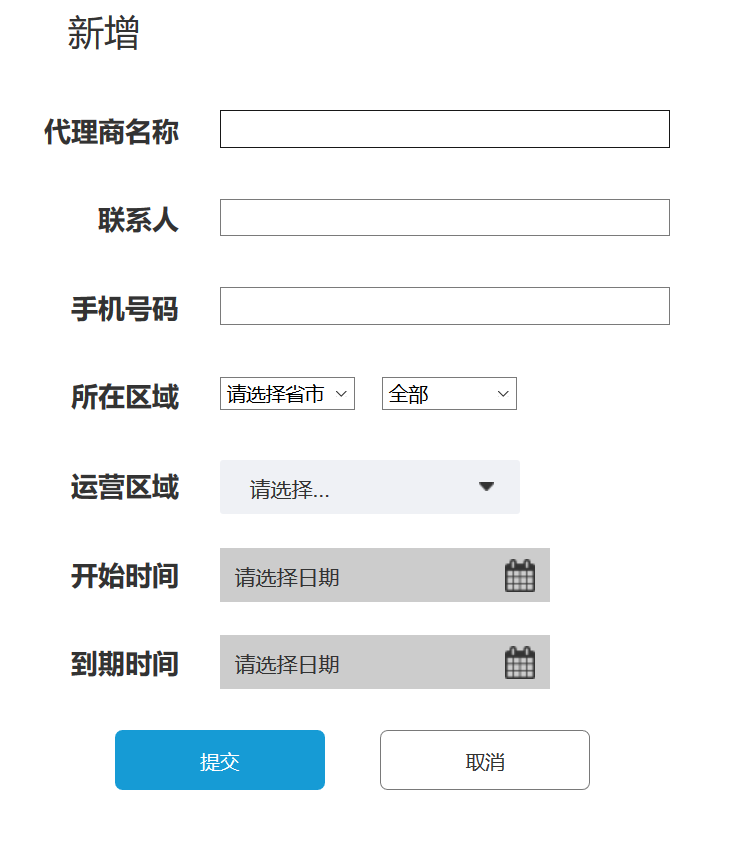 新增
代理商名称
联系人
手机号码
所在区域 请选择省市 全部
运营区域 请选择...
开始时间 请选择日期
到期时间 请选择日期
提交 取消